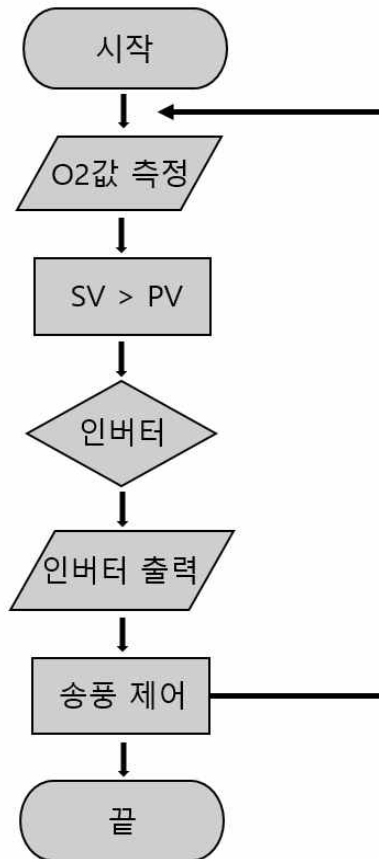 시작
O2값 측정
SV > PV
인버터
인버터 출력
송풍 제어
끝